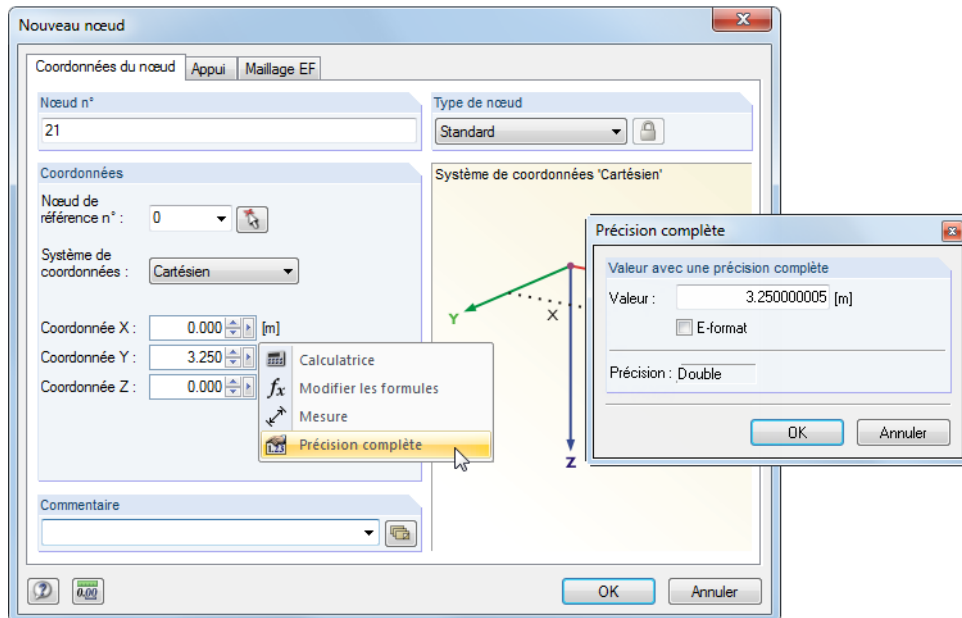 Nouveau nœud
Coordonnées du nœud
Appui
Maillage EF
Nœud n°
21
Type de nœud
Standard
Coordonnées
Nœud de
référence n° :
0
Système de
coordonnées :
Cartésien
Coordonnée X :
0.000
[m]
Coordonnée Y :
3.250
Coordonnée Z :
0.000
Calculatrice
fx Modifier les formules
Mesure
1.23 Précision complète
Système de coordonnées 'Cartésien'
Y
X
Z
Précision complète
Valeur avec une précision complète
Valeur :
3.250000005
[m]
E-format
Précision :
Double
OK
Annuler
Commentaire
0.00
OK
Annuler